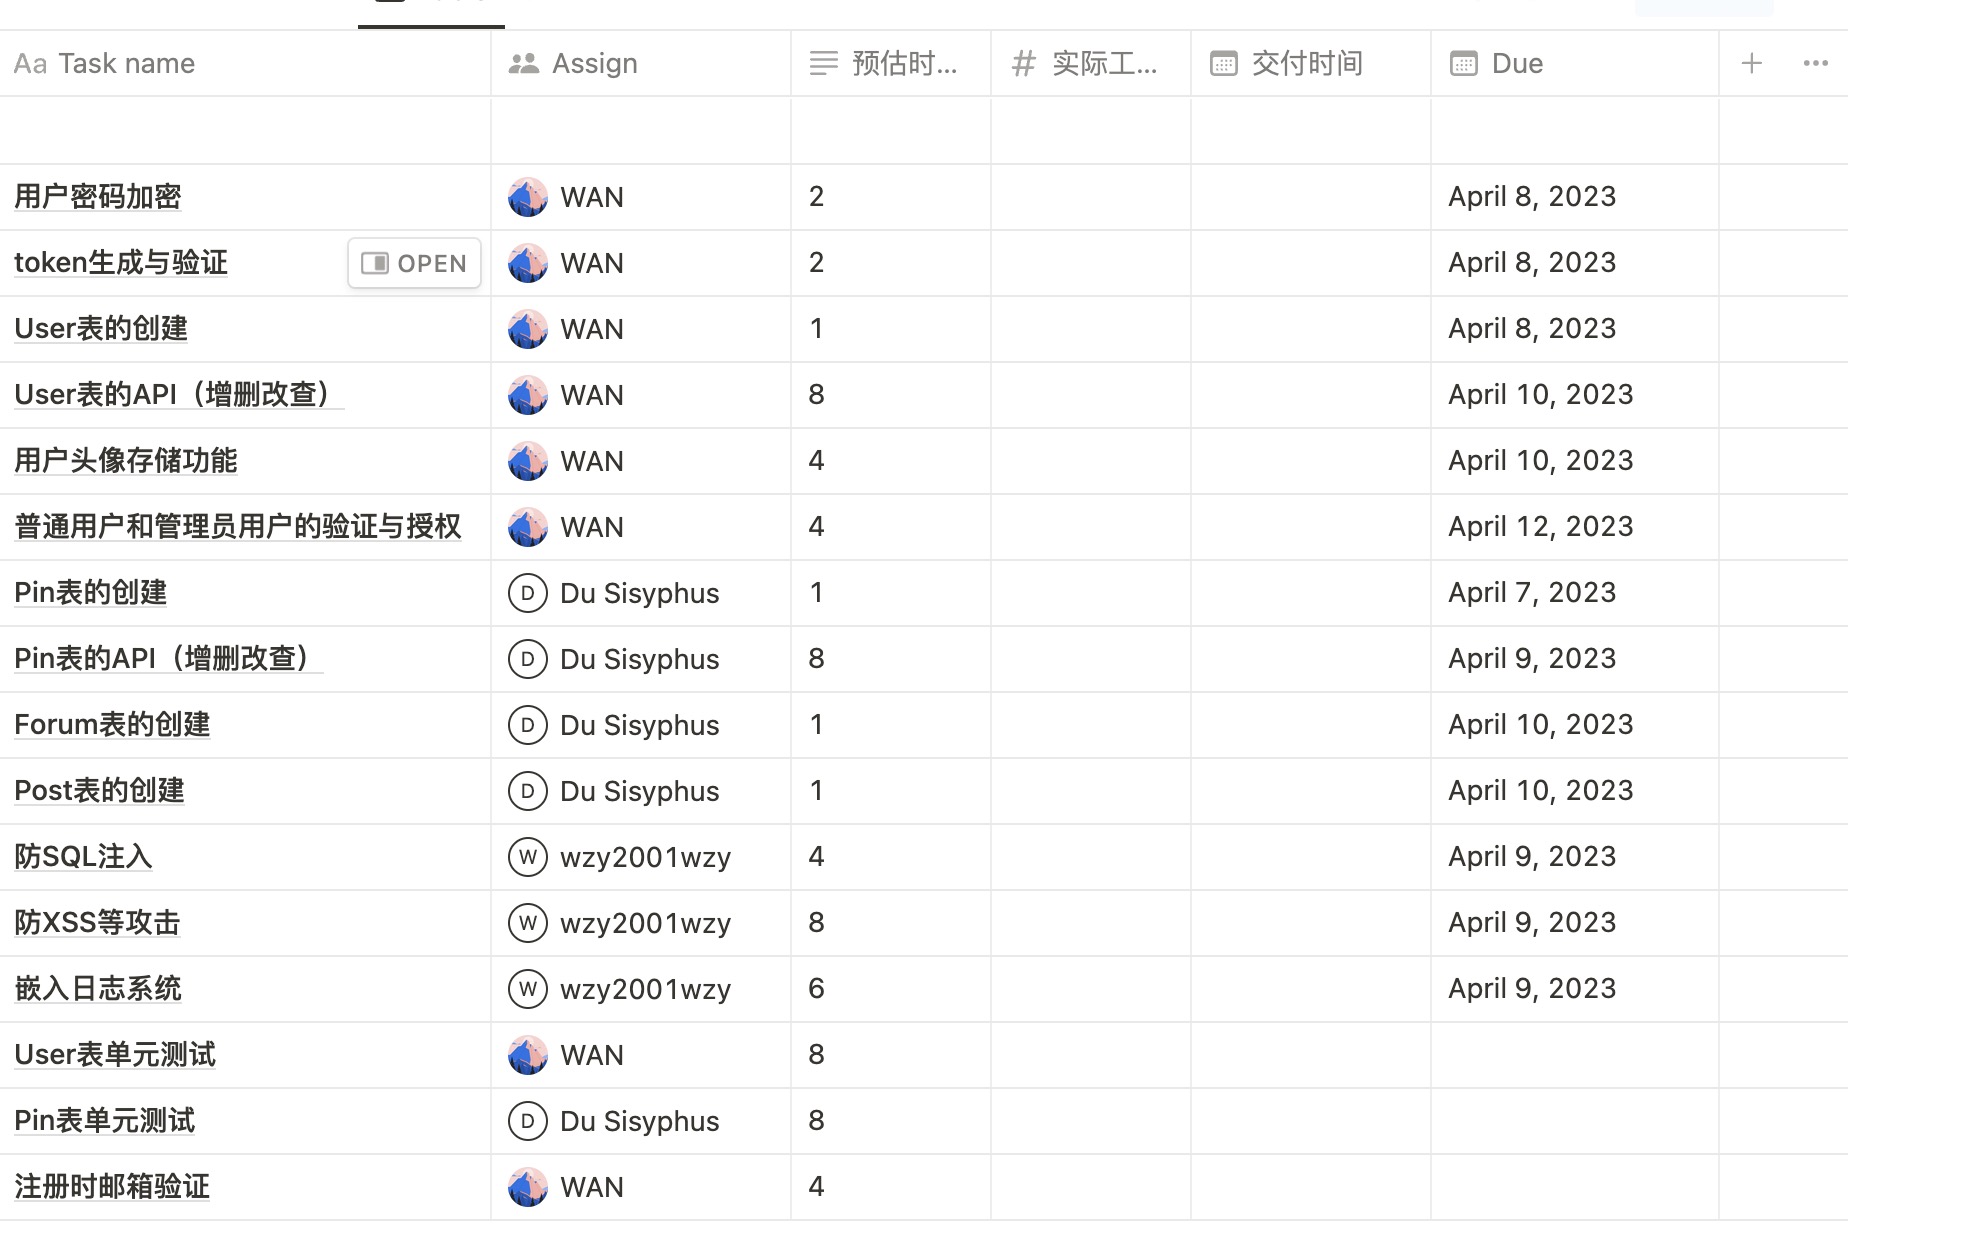 Aa Task name Assign 预估时... # 实际工... 交付时间 Due + •••
用户密码加密 WAN 2 April 8, 2023
token生成与验证 OPEN WAN 2 April 8, 2023
User表的创建 WAN 1 April 8, 2023
User表的API（增删改查） WAN 8 April 10, 2023
用户头像存储功能 WAN 4 April 10, 2023
普通用户和管理员用户的验证与授权 WAN 4 April 12, 2023
Pin表的创建 D Du Sisyphus 1 April 7, 2023
Pin表的API（增删改查） D Du Sisyphus 8 April 9, 2023
Forum表的创建 D Du Sisyphus 1 April 10, 2023
Post表的创建 D Du Sisyphus 1 April 10, 2023
防SQL注入 W wzy2001wzy 4 April 9, 2023
防XSS等攻击 W wzy2001wzy 8 April 9, 2023
嵌入日志系统 W wzy2001wzy 6 April 9, 2023
User表单元测试 WAN 8
Pin表单元测试 D Du Sisyphus 8
注册时邮箱验证 WAN 4